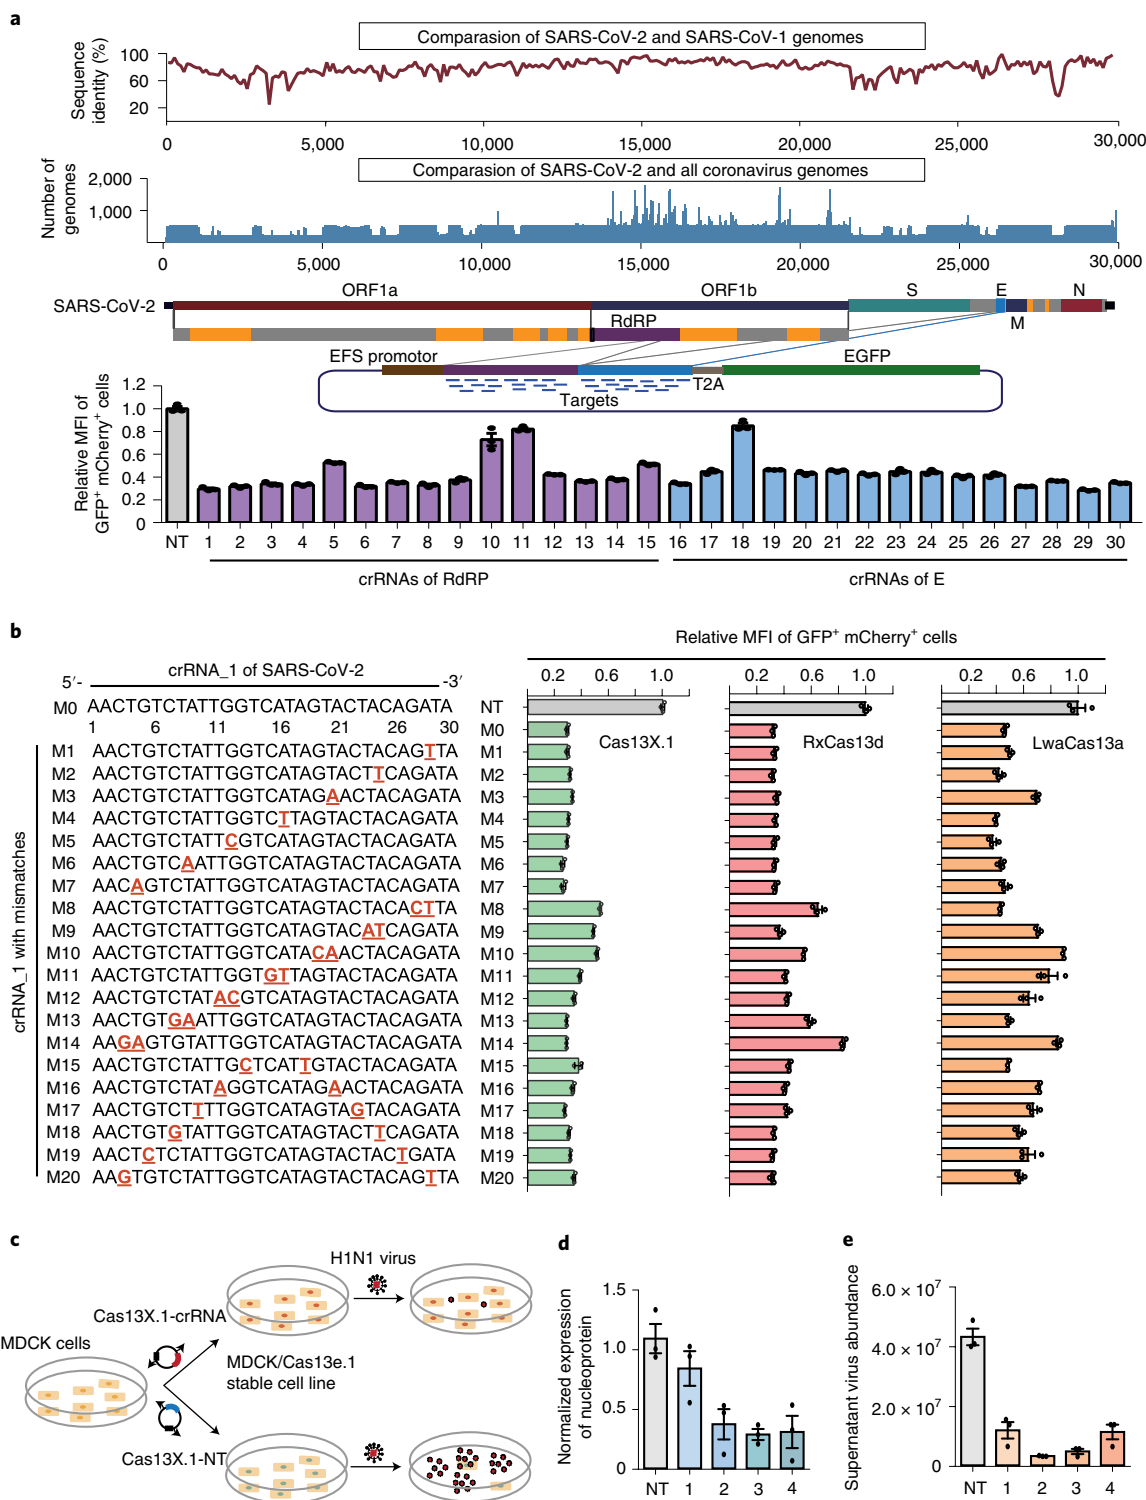 a
Comparasion of SARS-CoV-2 and SARS-CoV-1 genomes
Sequence identity (%)
100
60
20
0 5,000 10,000 15,000 20,000 25,000 30,000
Comparasion of SARS-CoV-2 and all coronavirus genomes
Number of genomes
2,000
1,000
0 5,000 10,000 15,000 20,000 25,000 30,000
ORF1a ORF1b S E N
SARS-CoV-2
RdRP M
EFS promotor EGFP
T2A
Targets
Relative MFI of GFP+ mCherry+ cells
1.2
1.0
0.8
0.6
0.4
0.2
0
NT 1 2 3 4 5 6 7 8 9 10 11 12 13 14 15 16 17 18 19 20 21 22 23 24 25 26 27 28 29 30
crRNAs of RdRP crRNAs of E
b
Relative MFI of GFP+ mCherry+ cells
crRNA_1 of SARS-CoV-2
5′- -3′
0.2 0.6 1.0 0.2 0.6 1.0 0.2 0.6 1.0
M0 AACTGTCTATTGGTCATAGTACTACAGATA NT
1 6 11 16 21 26 30 M0
Cas13X.1 RxCas13d LwaCas13a
crRNA_1 with mismatches
M1 AACTGTCTATTGGTCATAGTACTACAGTTA M1
M2 AACTGTCTATTGGTCATAGTACTTCAGATA M2
M3 AACTGTCTATTGGTCATAGAACTACAGATA M3
M4 AACTGTCTATTGGTCTTAGTACTACAGATA M4
M5 AACTGTCTATTCGTCATAGTACTACAGATA M5
M6 AACTGTCAATTGGTCATAGTACTACAGATA M6
M7 AACAGTCTATTGGTCATAGTACTACAGATA M7
M8 AACTGTCTATTGGTCATAGTACTACACTTA M8
M9 AACTGTCTATTGGTCATAGTACATCAGATA M9
M10 AACTGTCTATTGGTCATACAACTACAGATA M10
M11 AACTGTCTATTGGTGTTAGTACTACAGATA M11
M12 AACTGTCTATACGTCATAGTACTACAGATA M12
M13 AACTGTGAATTGGTCATAGTACTACAGATA M13
M14 AAGAGTGTATTGGTCATAGTACTACAGATA M14
M15 AACTGTCTATTGCTCATTGTACTACAGATA M15
M16 AACTGTCTATAGGTCATAGAACTACAGATA M16
M17 AACTGTCTTTTGGTCATAGTAGTACAGATA M17
M18 AACTGTGTATTGGTCATAGTACTTCAGATA M18
M19 AACTCTCTATTGGTCATAGTACTACTGATA M19
M20 AAGTGTCTATTGGTCATAGTACTACAGTTA M20
c
H1N1 virus
Cas13X.1-crRNA
MDCK cells
MDCK/Cas13e.1
stable cell line
Cas13X.1-NT
d
Normalized expression of nucleoprotein
1.5
1.0
0.5
0
NT 1 2 3 4
e
Supernatant virus abundance
6.0 × 10⁷
4.0 × 10⁷
2.0 × 10⁷
0
NT 1 2 3 4